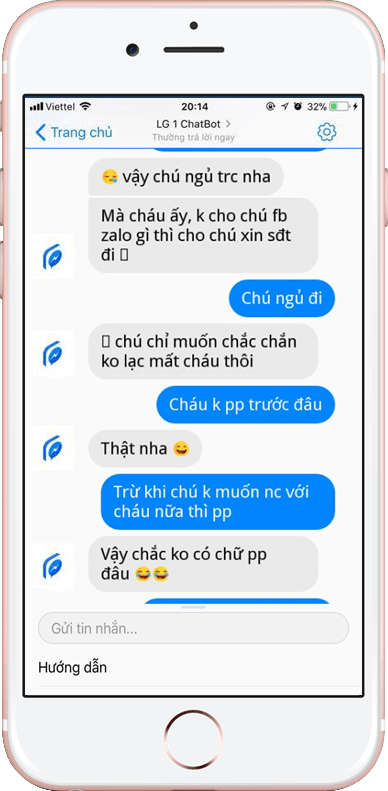 Viettel 20:14 32%
Trang chủ
LG 1 ChatBot
Thường trả lời ngay
😪 vậy chú ngủ trc nha
Mà cháu ấy, k cho chú fb
zalo gì thì cho chú xin sđt
đi
Chú ngủ đi
chú chỉ muốn chắc chắn
ko lạc mất cháu thôi
Cháu k pp trước đâu
Thật nha 😄
Trừ khi chú k muốn nc với
cháu nữa thì pp
Vậy chắc ko có chữ pp
đâu 😂😂
Gửi tin nhắn...
Hướng dẫn